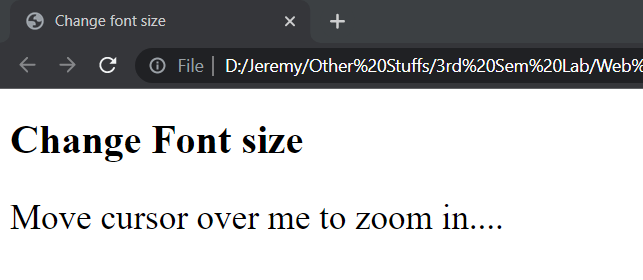 Change font size
File | D:/Jeremy/Other%20Stuffs/3rd%20Sem%20Lab/Web%
Change Font size
Move cursor over me to zoom in....